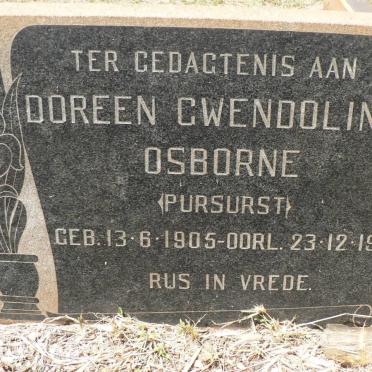 TER GEDAGTENIS AAN
DOREEN GWENDOLIN
OSBORNE
(PURSURST)
GEB. 13-6-1905-OORL. 23-12-19
RUS IN VREDE.